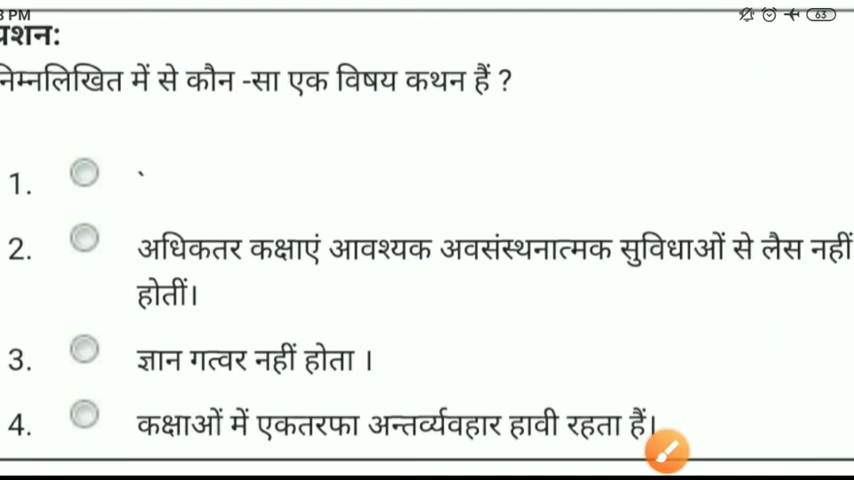 3 PM 63
प्रशन:
निम्नलिखित में से कौन -सा एक विषय कथन हैं ?
1. `
2. अधिकतर कक्षाएं आवश्यक अवसंस्थनात्मक सुविधाओं से लैस नहीं
होतीं।
3. ज्ञान गत्वर नहीं होता ।
4. कक्षाओं में एकतरफा अन्तर्व्यवहार हावी रहता हैं।